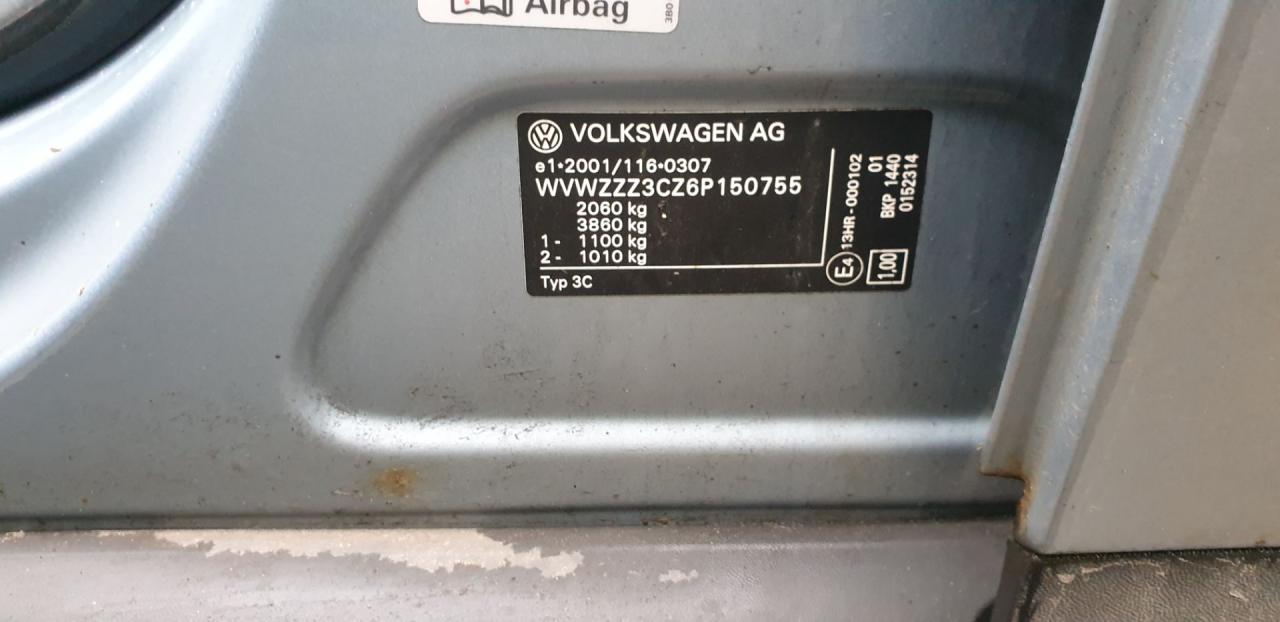 Airbag
3B0
VOLKSWAGEN AG
e1*2001/116*0307
WVWZZZ3CZ6P150755
2060 kg
3860 kg
1 - 1100 kg
2 - 1010 kg
Typ 3C
E4 13HR-000102
01
BKP 1440
0152314
1,00